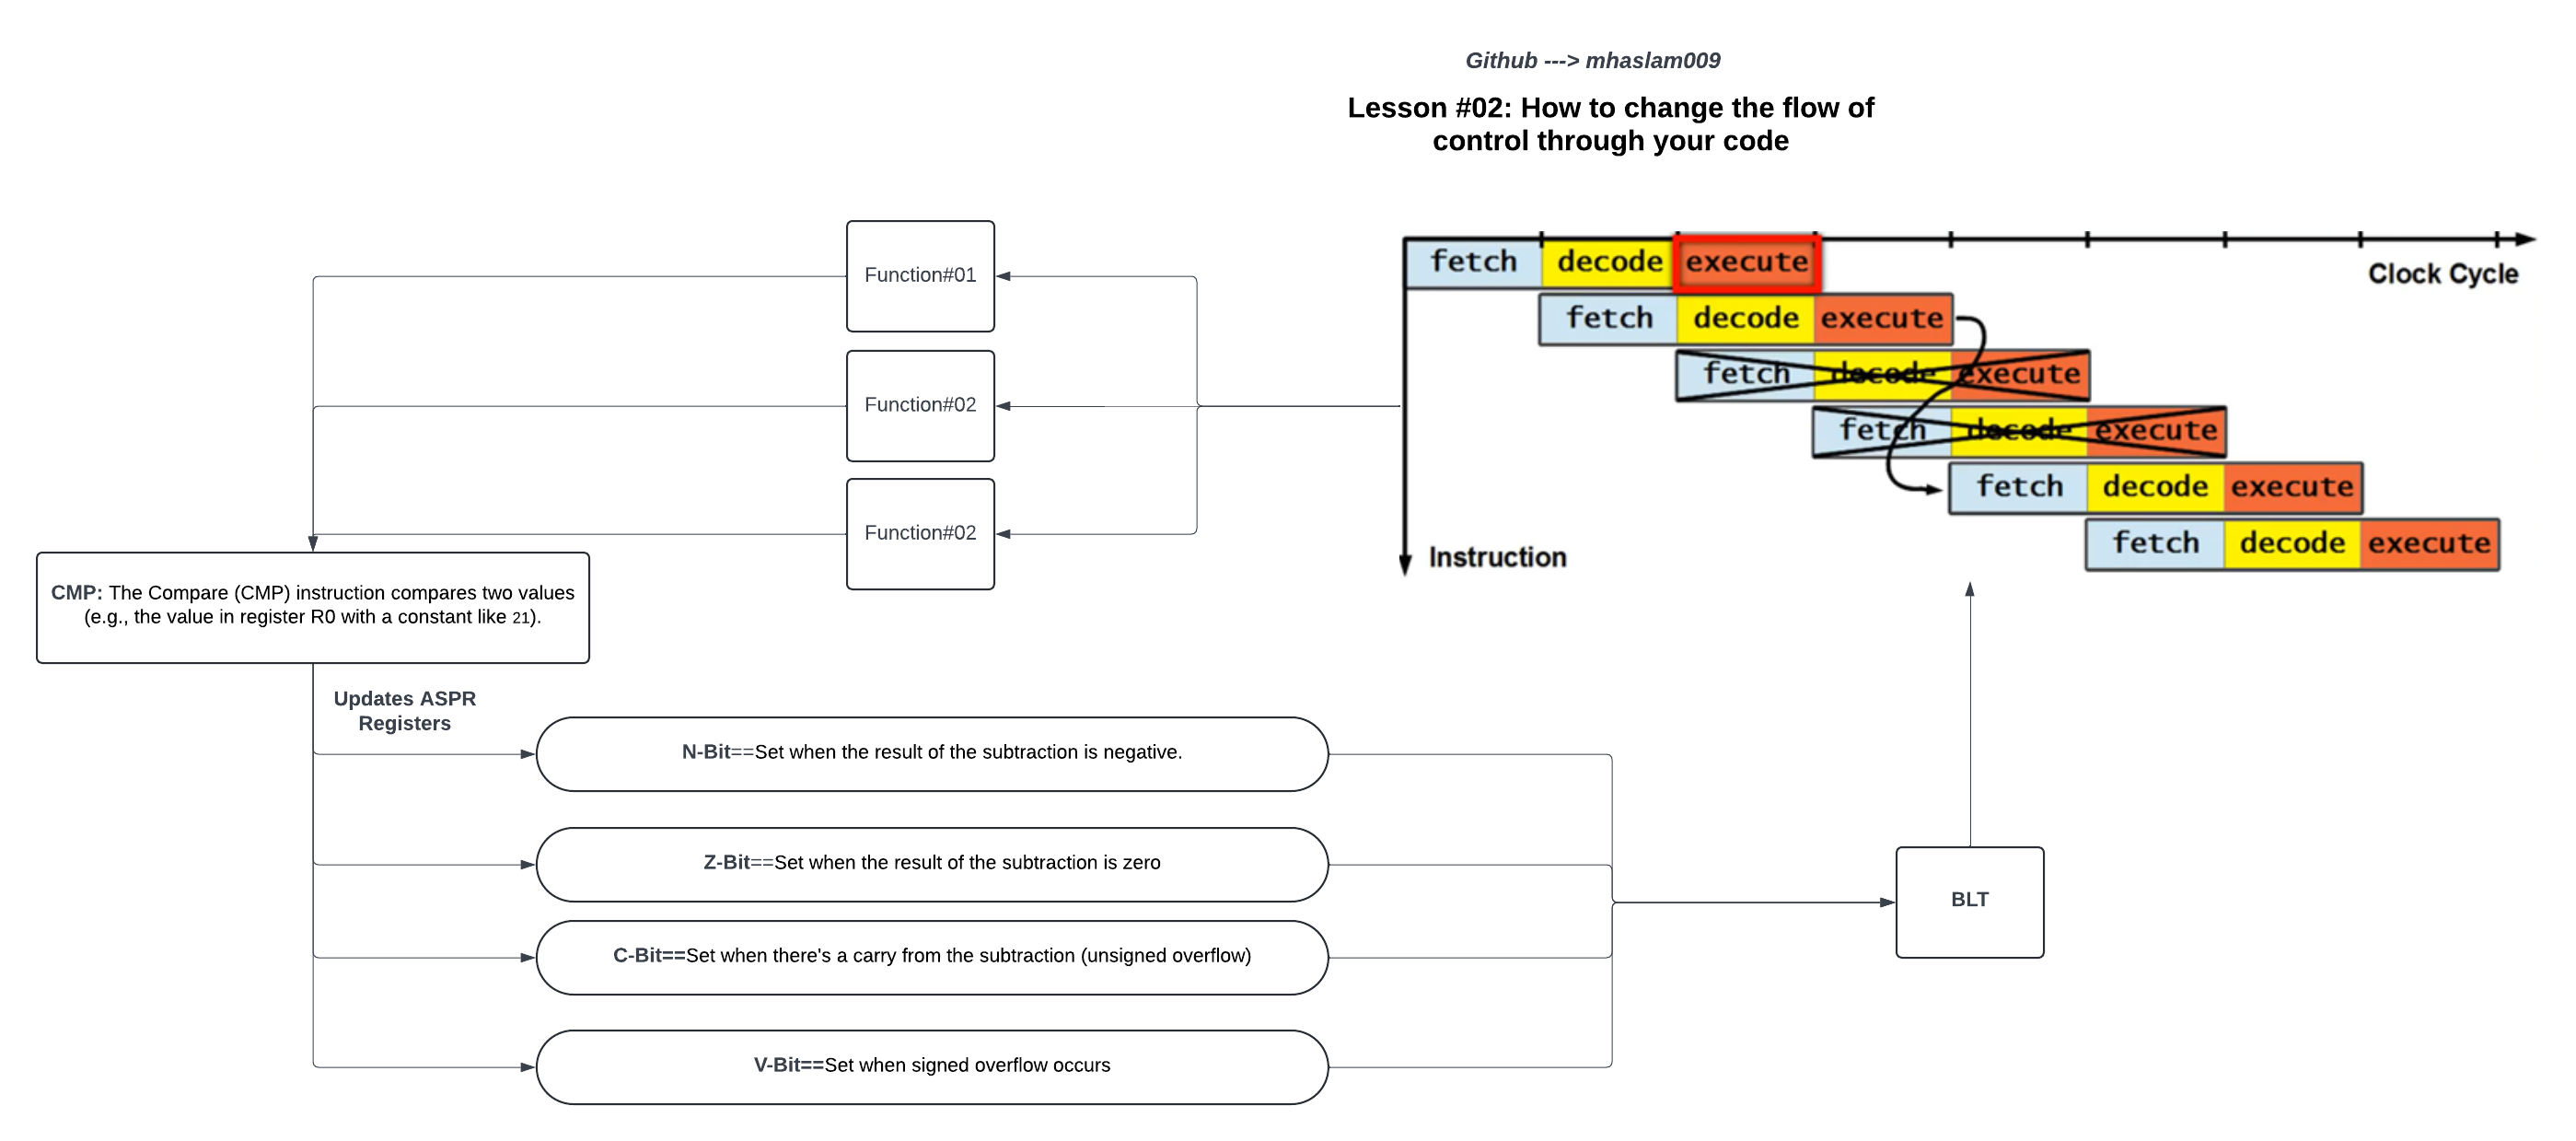 Github ---> mhaslam009
Lesson #02: How to change the flow of
control through your code
fetch decode execute
Clock Cycle
fetch decode execute
fetch decode execute
fetch decode execute
fetch decode execute
fetch decode execute
Instruction
Function#01
Function#02
Function#02
CMP: The Compare (CMP) instruction compares two values
(e.g., the value in register R0 with a constant like 21).
Updates ASPR
Registers
N-Bit==Set when the result of the subtraction is negative.
Z-Bit==Set when the result of the subtraction is zero
C-Bit==Set when there's a carry from the subtraction (unsigned overflow)
V-Bit==Set when signed overflow occurs
BLT